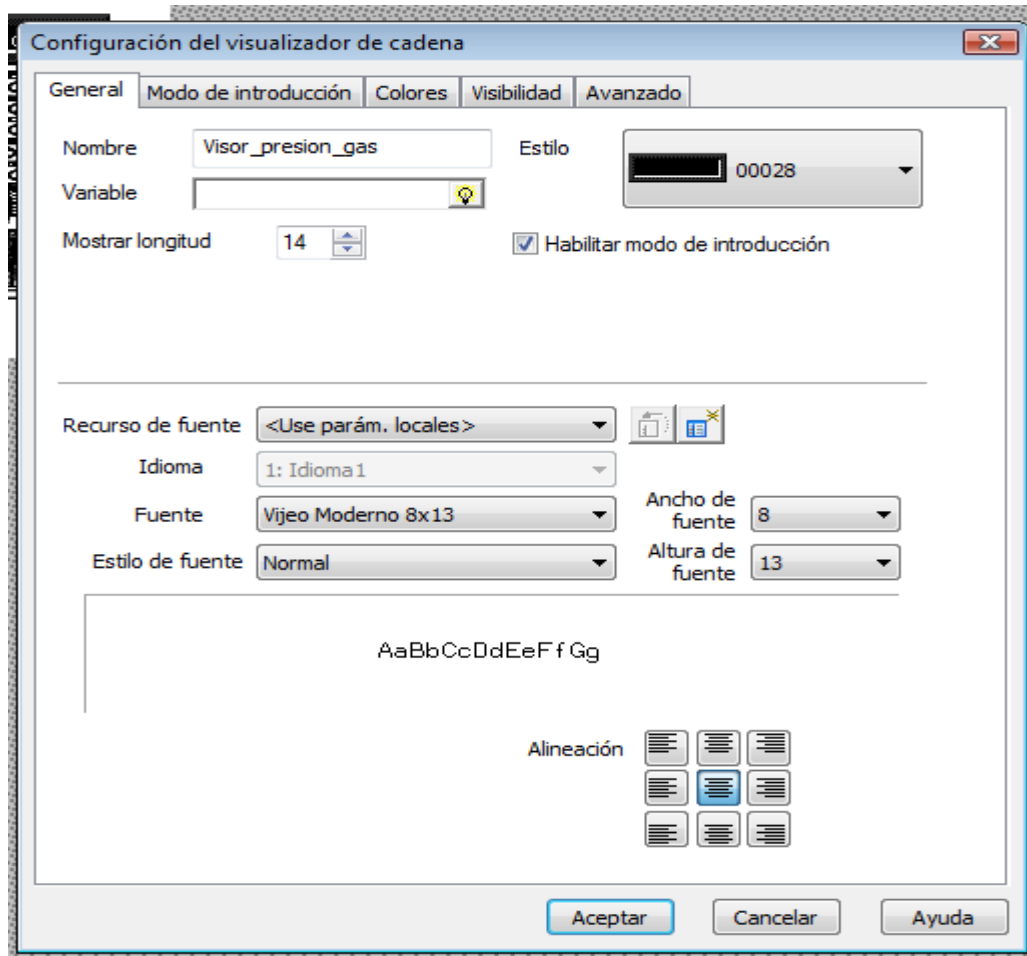 Configuración del visualizador de cadena
General Modo de introducción Colores Visibilidad Avanzado
Nombre Visor_presion_gas Estilo 00028
Variable
Mostrar longitud 14 Habilitar modo de introducción
Recurso de fuente <Use parám. locales>
Idioma 1: Idioma1
Fuente Vijeo Moderno 8x13 Ancho de fuente 8
Estilo de fuente Normal Altura de fuente 13
AaBbCcDdEeFfGg
Alineación
Aceptar Cancelar Ayuda